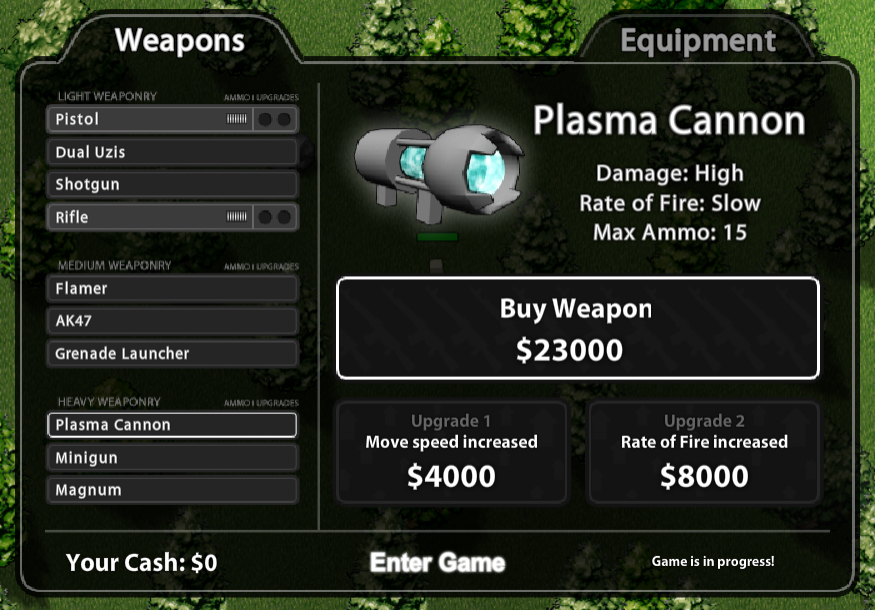 Weapons
Equipment
LIGHT WEAPONRY
AMMO | UPGRADES
Pistol
Dual Uzis
Shotgun
Rifle
MEDIUM WEAPONRY
AMMO | UPGRADES
Flamer
AK47
Grenade Launcher
HEAVY WEAPONRY
AMMO | UPGRADES
Plasma Cannon
Minigun
Magnum
Plasma Cannon
Damage: High
Rate of Fire: Slow
Max Ammo: 15
Buy Weapon
$23000
Upgrade 1
Move speed increased
$4000
Upgrade 2
Rate of Fire increased
$8000
Your Cash: $0
Enter Game
Game is in progress!